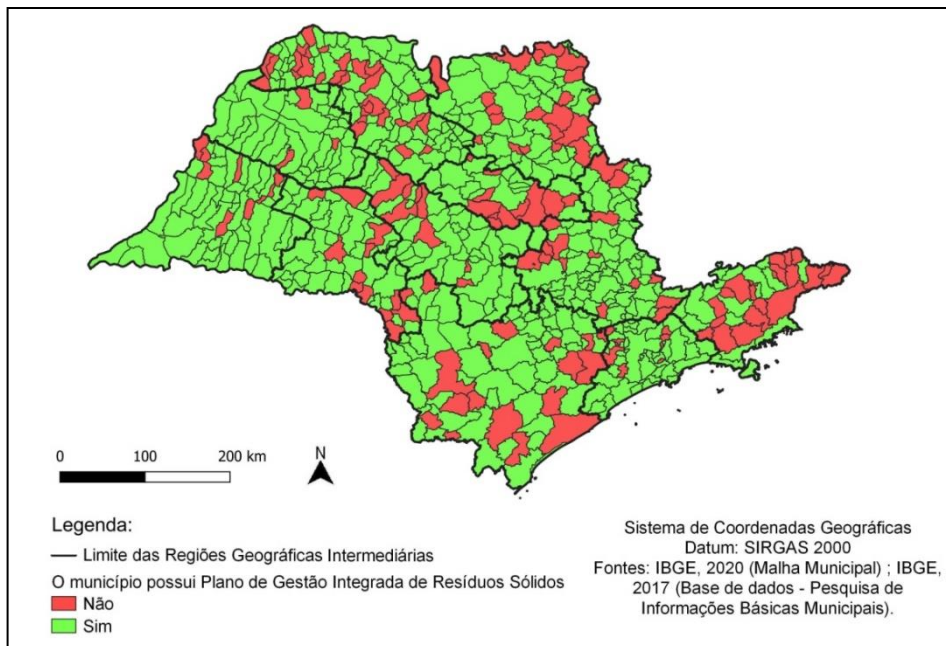 0 100 200 km
N
Legenda:
Limite das Regiões Geográficas Intermediárias
O município possui Plano de Gestão Integrada de Resíduos Sólidos
Não
Sim
Sistema de Coordenadas Geográficas
Datum: SIRGAS 2000
Fontes: IBGE, 2020 (Malha Municipal) ; IBGE,
2017 (Base de dados - Pesquisa de
Informações Básicas Municipais).